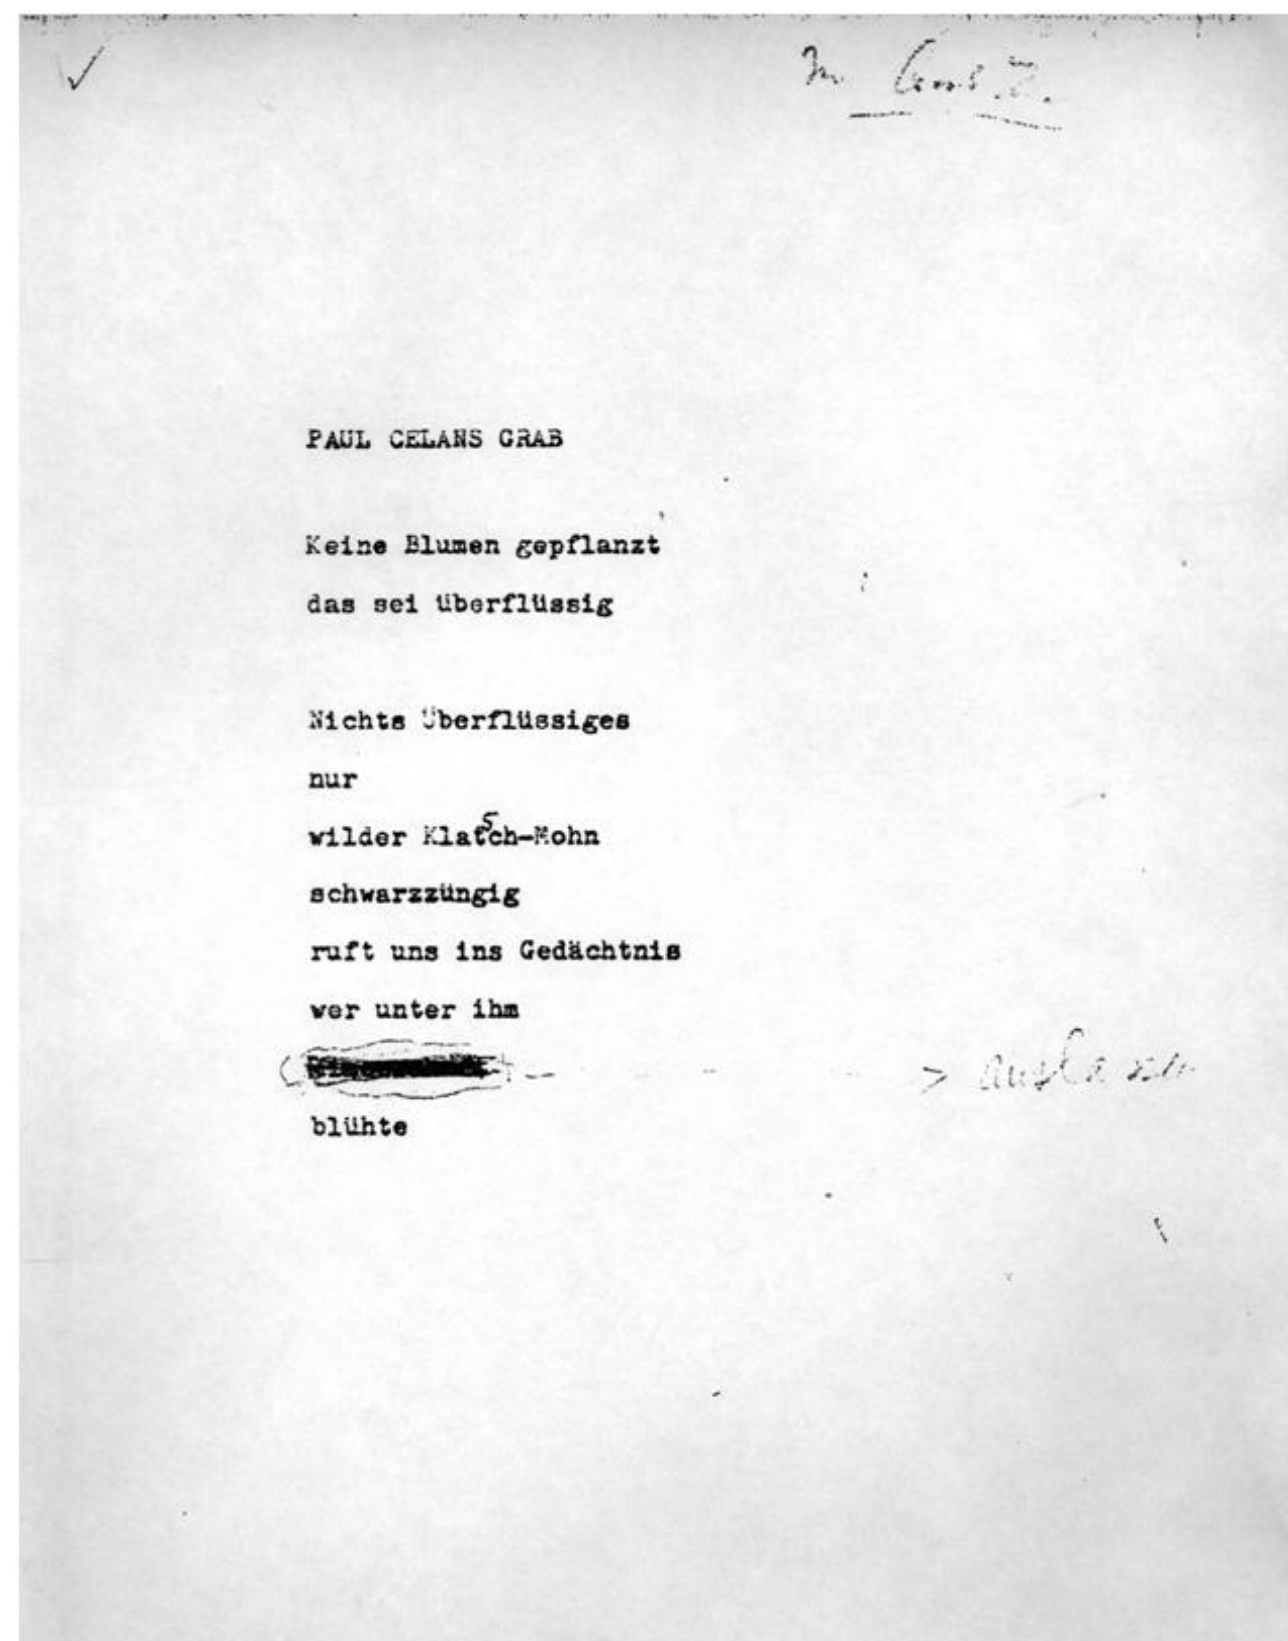 PAUL CELANS GRAB
Keine Blumen gepflanzt
das sei überflüssig
Nichts Überflüssiges
nur
wilder Klatsch-Mohn
schwarzzüngig
ruft uns ins Gedächtnis
wer unter ihm
> auslassen
blühte